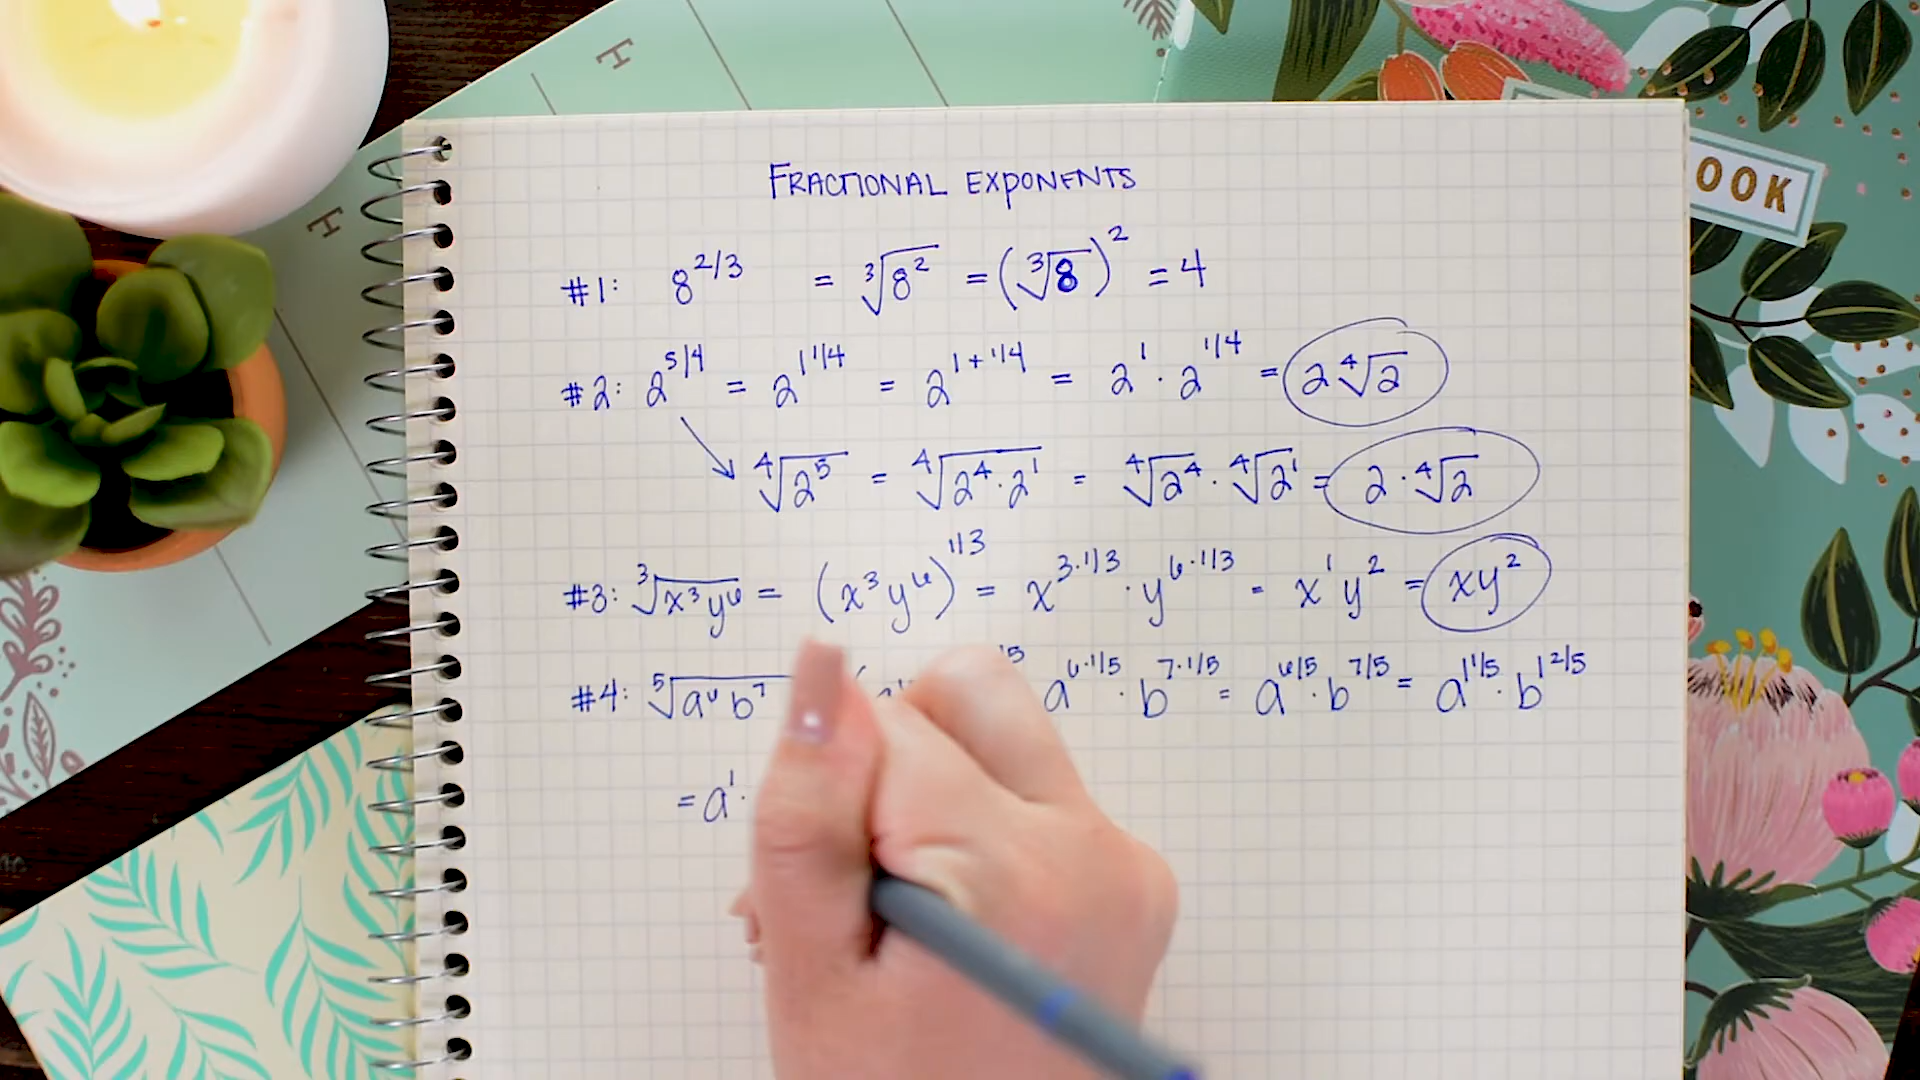 H
H
OOK
FRACTIONAL EXPONENTS
#1: 8^{2/3} = ∛(8²) = (∛8)² = 4
#2: 2^{5/4} = 2^{1 1/4} = 2^{1+1/4} = 2^1 · 2^{1/4} = 2∜2
∜(2⁵) = ∜(2⁴·2¹) = ∜(2⁴) · ∜(2¹) = 2·∜2
#3: ∛(x³y⁶) = (x³y⁶)^{1/3} = x^{3·1/3} · y^{6·1/3} = x¹y² = xy²
#4: ⁵√(a⁶b⁷) a^{6·1/5} · b^{7·1/5} = a^{6/5} · b^{7/5} = a^{1 1/5} · b^{1 2/5}
= a¹ ·